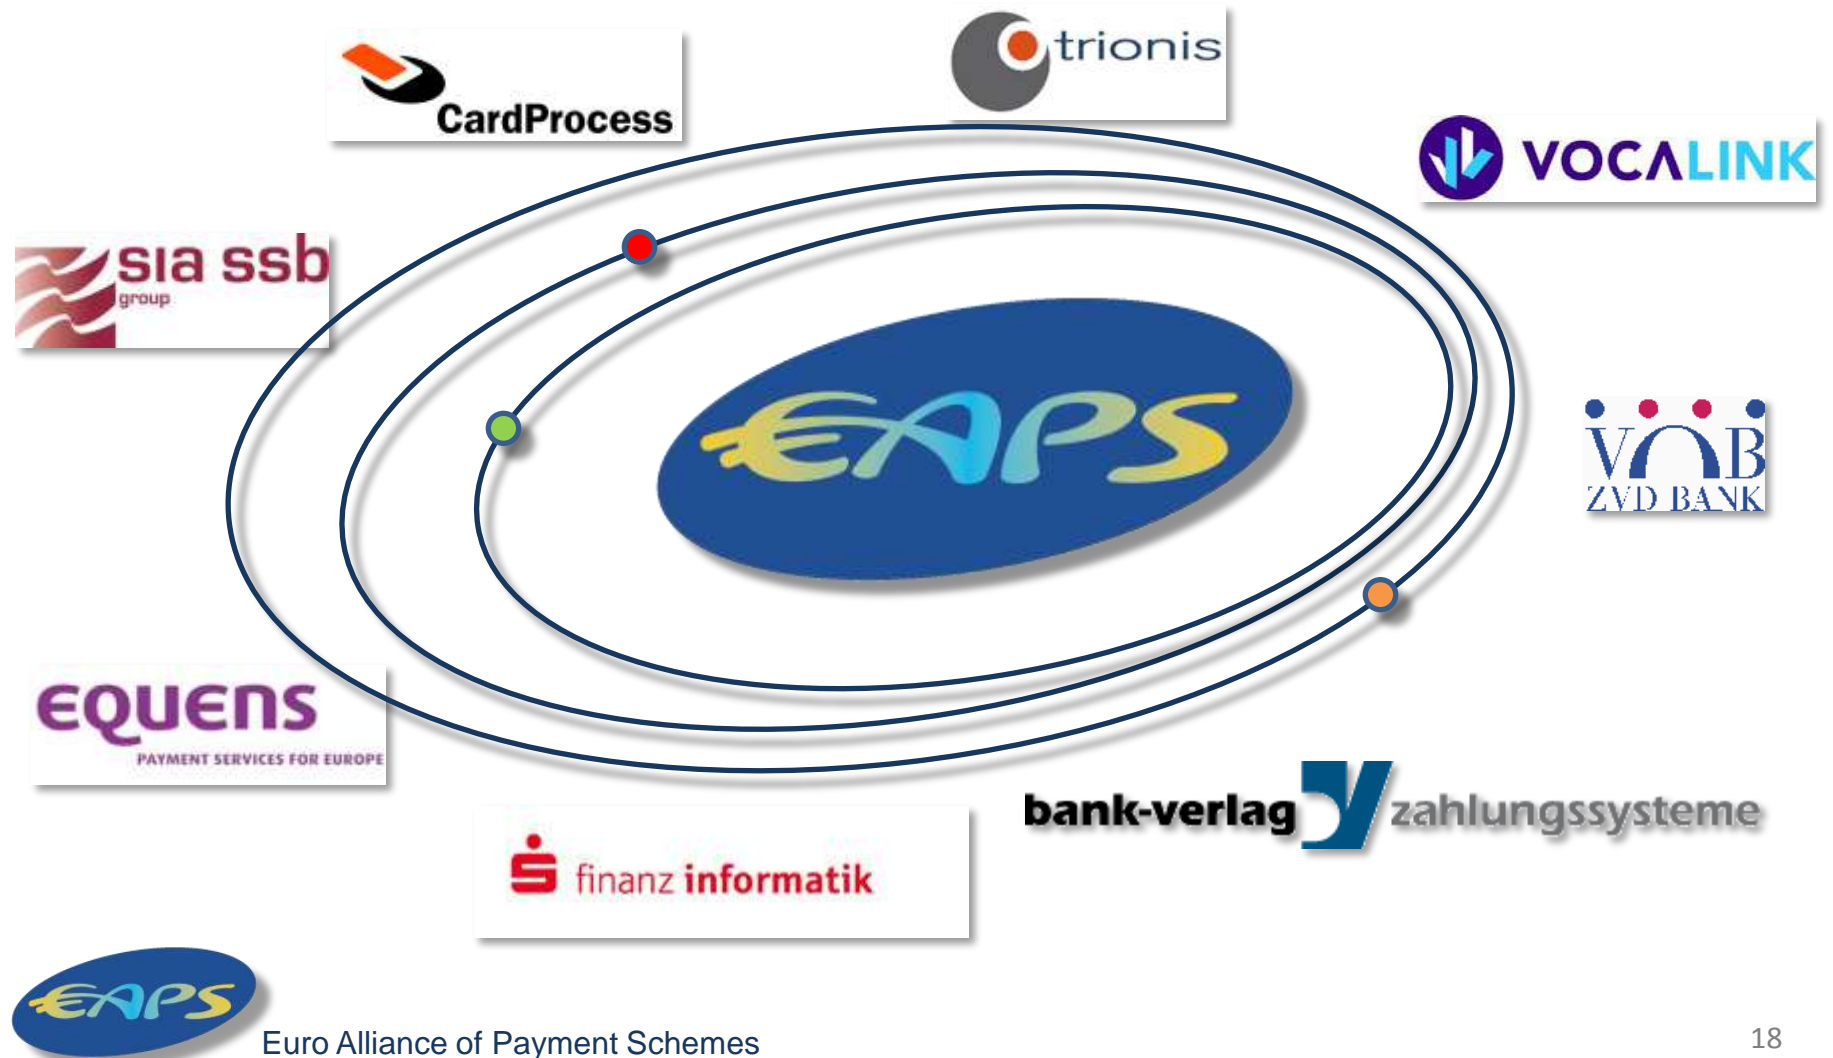 trionis
CardProcess
VOCALINK
sia ssb
group
EAPS
VÖB
ZVD BANK
EQUENS
PAYMENT SERVICES FOR EUROPE
bank-verlag zahlungssysteme
finanz informatik
EAPS
Euro Alliance of Payment Schemes
18